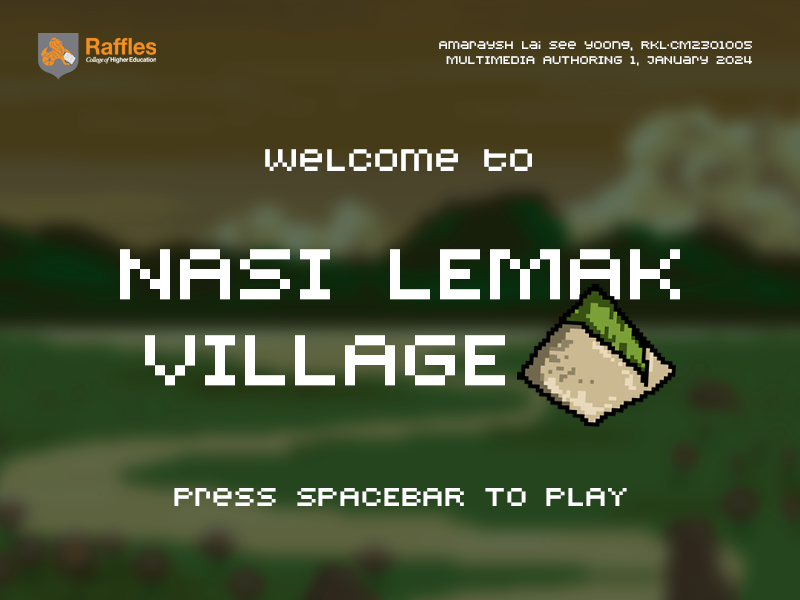 Raffles
College of Higher Education
Amaraysh Lai See Yoong, RKL-CM2301005
MULTIMEDIA AUTHORING 1, January 2024
Welcome to
NASI LEMAK
VILLAGE
Press SPACEBAR TO PLAY